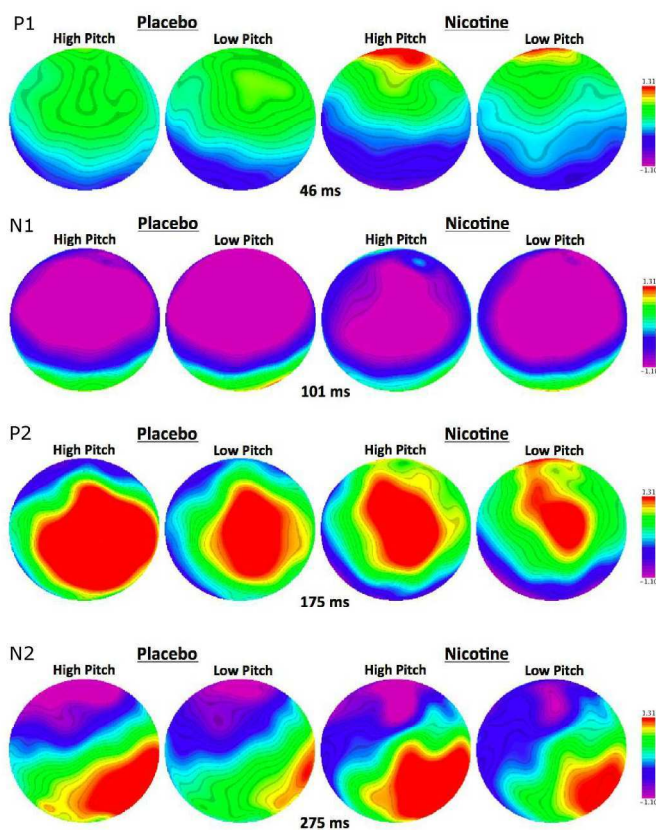 P1
Placebo Nicotine
High Pitch Low Pitch High Pitch Low Pitch
1.31
-1.10
46 ms
N1
Placebo Nicotine
High Pitch Low Pitch High Pitch Low Pitch
1.31
-1.10
101 ms
P2
Placebo Nicotine
High Pitch Low Pitch High Pitch Low Pitch
1.31
-1.10
175 ms
N2
Placebo Nicotine
High Pitch Low Pitch High Pitch Low Pitch
1.31
-1.10
275 ms